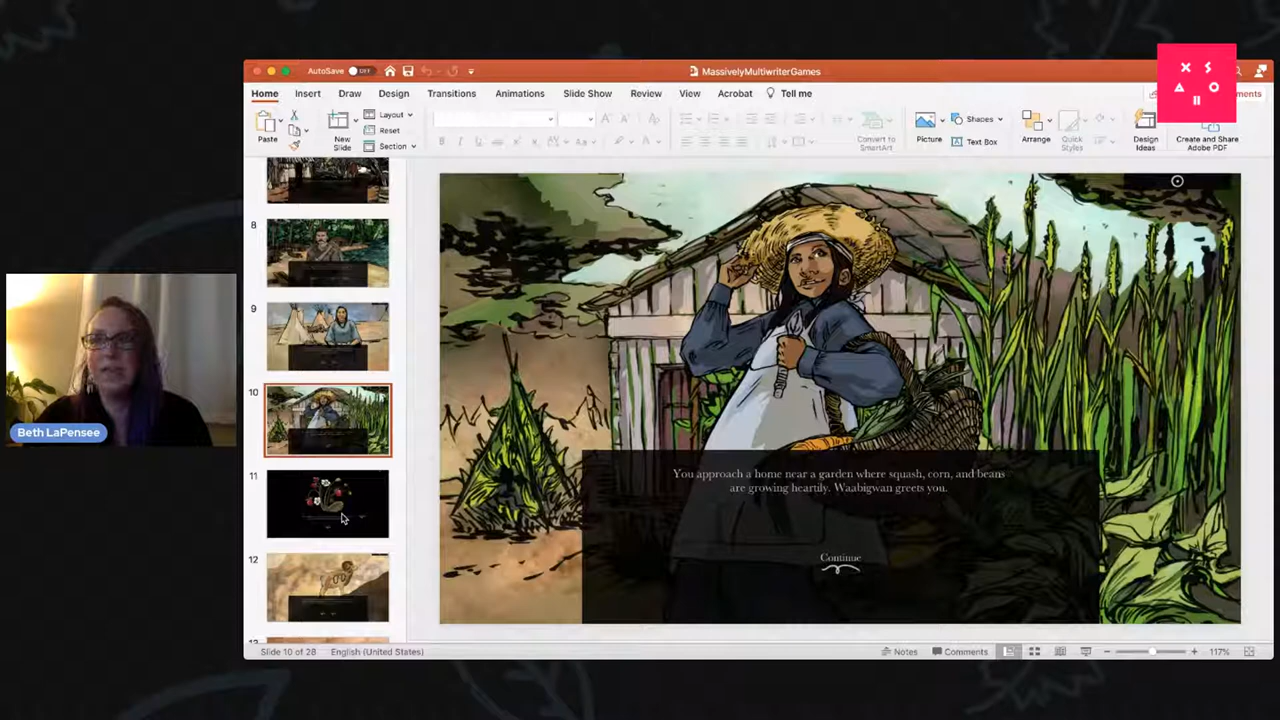 AutoSave OFF
MassivelyMultiwriterGames
Home Insert Draw Design Transitions Animations Slide Show Review View Acrobat Tell me
Paste
New
Slide
Layout
Reset
Section
Convert to
SmartArt
Picture
Shapes
Text Box
Arrange
Quick
Styles
Design
Ideas
Create and Share
Adobe PDF
8
9
10
11
12
You approach a home near a garden where squash, corn, and beans
are growing heartily. Waabigwan greets you.
Continue
Beth LaPensee
Slide 10 of 28 English (United States) Notes Comments 117%